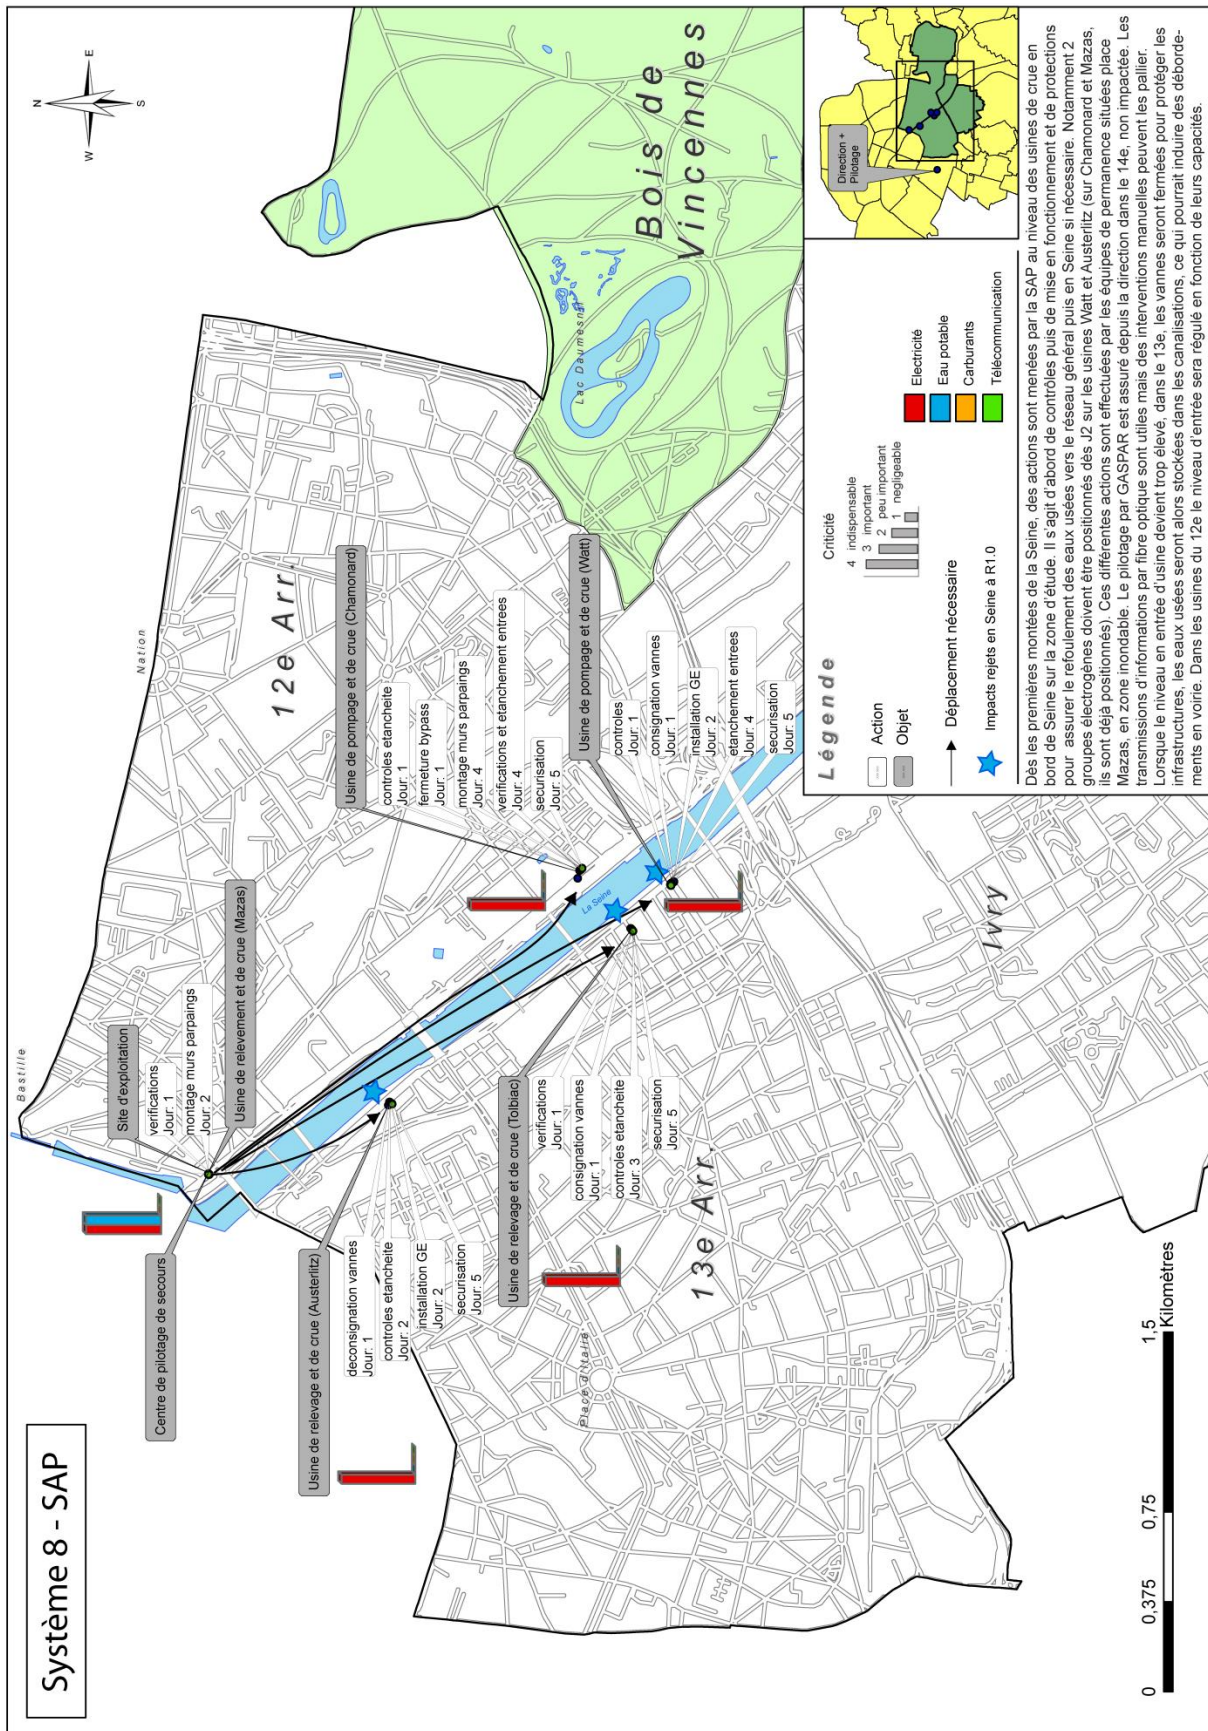 Système 8 - SAP
N
W
E
S
Bastille
Nation
12e Arr.
Bois de
Vincennes
Lac Daumesnil
Centre de pilotage de secours
Site d'exploitation
verifications
Jour: 1
montage murs parpaings
Jour: 2
Usine de relevement et de crue (Mazas)
Usine de pompage et de crue (Chamonard)
controles etancheite
Jour: 1
fermeture bypass
Jour: 1
montage murs parpaings
Jour: 4
verifications et etanchement entrees
Jour: 4
securisation
Jour: 5
Usine de relevage et de crue (Austerlitz)
deconsignation vannes
Jour: 1
controles etancheite
Jour: 2
installation GE
Jour: 2
securisation
Jour: 5
La Seine
Usine de pompage et de crue (Watt)
controles
Jour: 1
consignation vannes
Jour: 1
installation GE
Jour: 2
etanchement entrees
Jour: 4
securisation
Jour: 5
Usine de relevage et de crue (Tolbiac)
verifications
Jour: 1
consignation vannes
Jour: 1
controles etancheite
Jour: 3
securisation
Jour: 5
Place d'Italie
13e Arr.
Ivry
0
0,375
0,75
1,5
Kilomètres
Légende
Action
Objet
Déplacement nécessaire
Impacts rejets en Seine à R1.0
Criticité
4 indispensable
3 important
2 peu important
1 negligeable
Electricité
Eau potable
Carburants
Télécommunication
Direction +
Pilotage
Dès les premières montées de la Seine, des actions sont menées par la SAP au niveau des usines de crue en
bord de Seine sur la zone d'étude. Il s'agit d'abord de contrôles puis de mise en fonctionnement et de protections
pour assurer le refoulement des eaux usées vers le réseau général puis en Seine si nécessaire. Notamment 2
groupes électrogènes doivent être positionnés dès J2 sur les usines Watt et Austerlitz (sur Chamonard et Mazas,
ils sont déjà positionnés). Ces différentes actions sont effectuées par les équipes de permanence situées place
Mazas, en zone inondable. Le pilotage par GASPAR est assuré depuis la direction dans le 14e, non impactée. Les
transmissions d'informations par fibre optique sont utiles mais des interventions manuelles peuvent les pallier.
Lorsque le niveau en entrée d'usine devient trop élevé, dans le 13e, les vannes seront fermées pour protéger les
infrastructures, les eaux usées seront alors stockées dans les canalisations, ce qui pourrait induire des déborde-
ments en voirie. Dans les usines du 12e le niveau d'entrée sera régulé en fonction de leurs capacités.